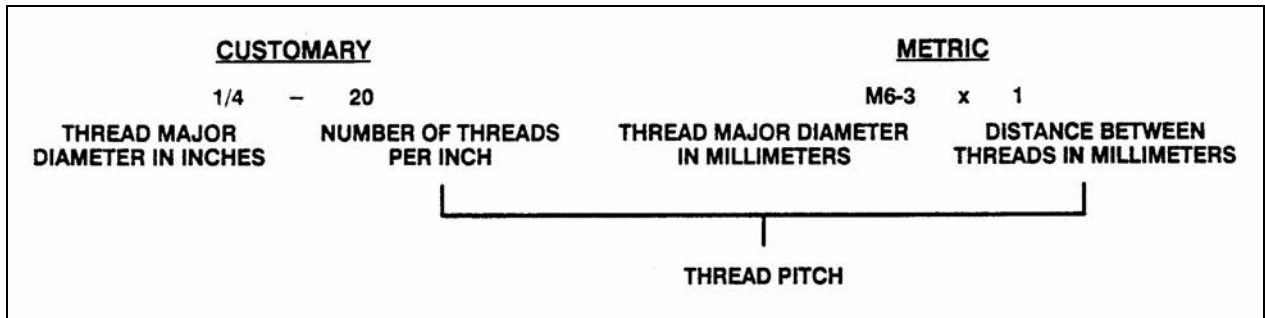 CUSTOMARY
METRIC
1/4 – 20
M6-3 x 1
THREAD MAJOR
DIAMETER IN INCHES
NUMBER OF THREADS
PER INCH
THREAD MAJOR DIAMETER
IN MILLIMETERS
DISTANCE BETWEEN
THREADS IN MILLIMETERS
THREAD PITCH